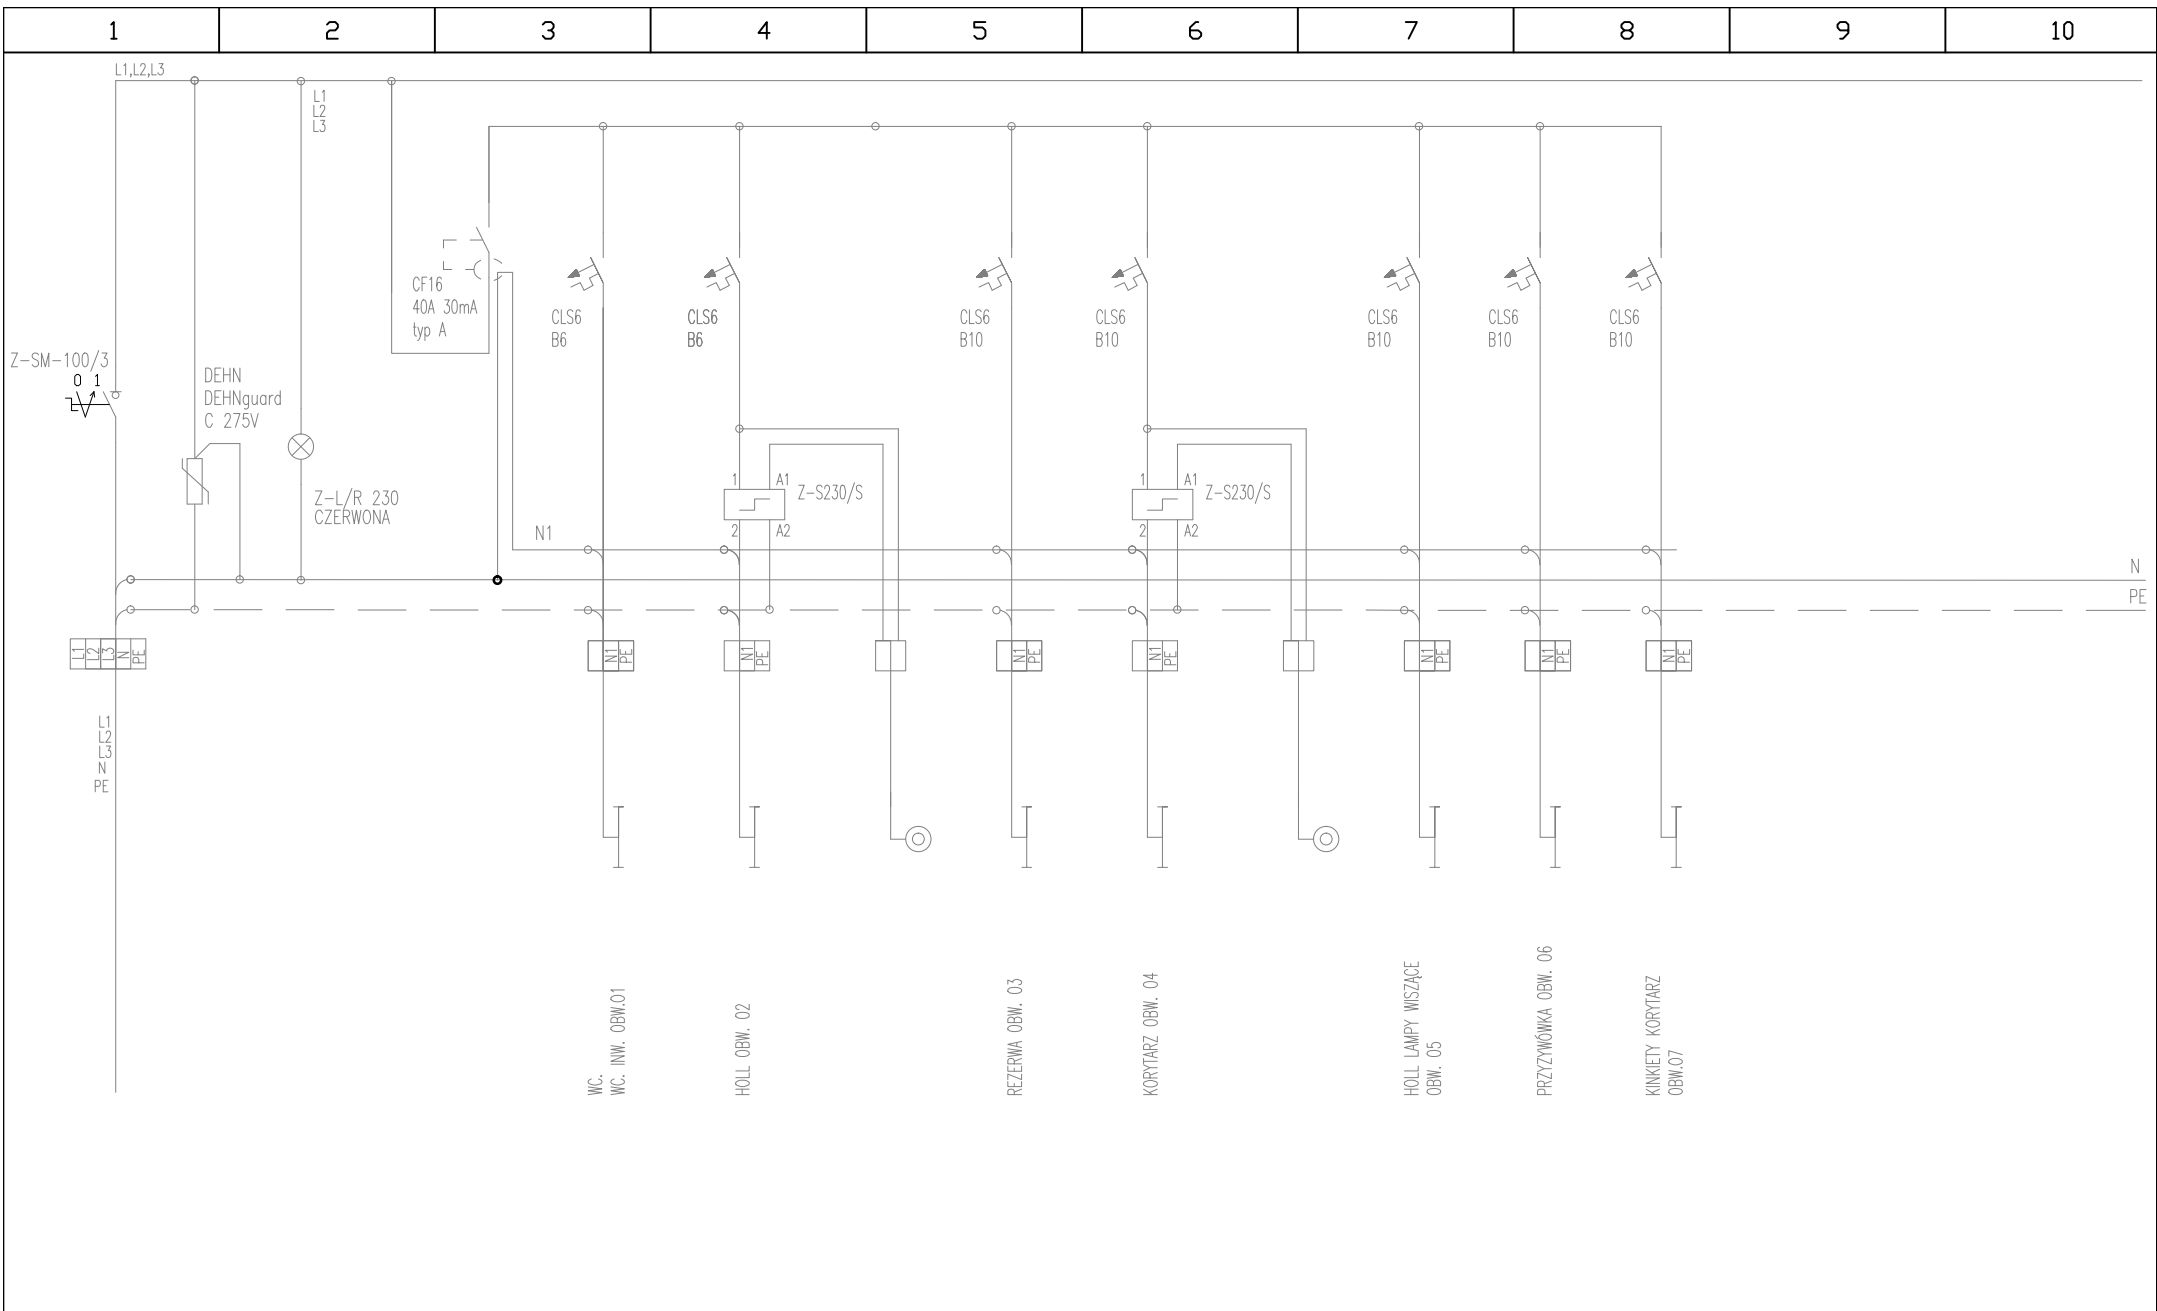 1 2 3 4 5 6 7 8 9 10
L1,L2,L3
L1
L2
L3
CF16
40A 30mA
typ A
CLS6
B6
CLS6
B6
CLS6
B10
CLS6
B10
CLS6
B10
CLS6
B10
CLS6
B10
Z-SM-100/3
0 1
DEHN
DEHNguard
C 275V
Z-L/R 230
CZERWONA
1 A1
Z-S230/S
2 A2
1 A1
Z-S230/S
2 A2
N1
N
PE
L1 L2 L3 N PE
N1 PE
N1 PE
N1 PE
N1 PE
N1 PE
N1 PE
N1 PE
L1
L2
L3
N
PE
WC.
WC. INW. OBW.01
HOLL OBW. 02
REZERWA OBW. 03
KORYTARZ OBW. 04
HOLL LAMPY WISZĄCE
OBW. 05
PRZYZYWÓWKA OBW. 06
KINKIETY KORYTARZ
OBW.07